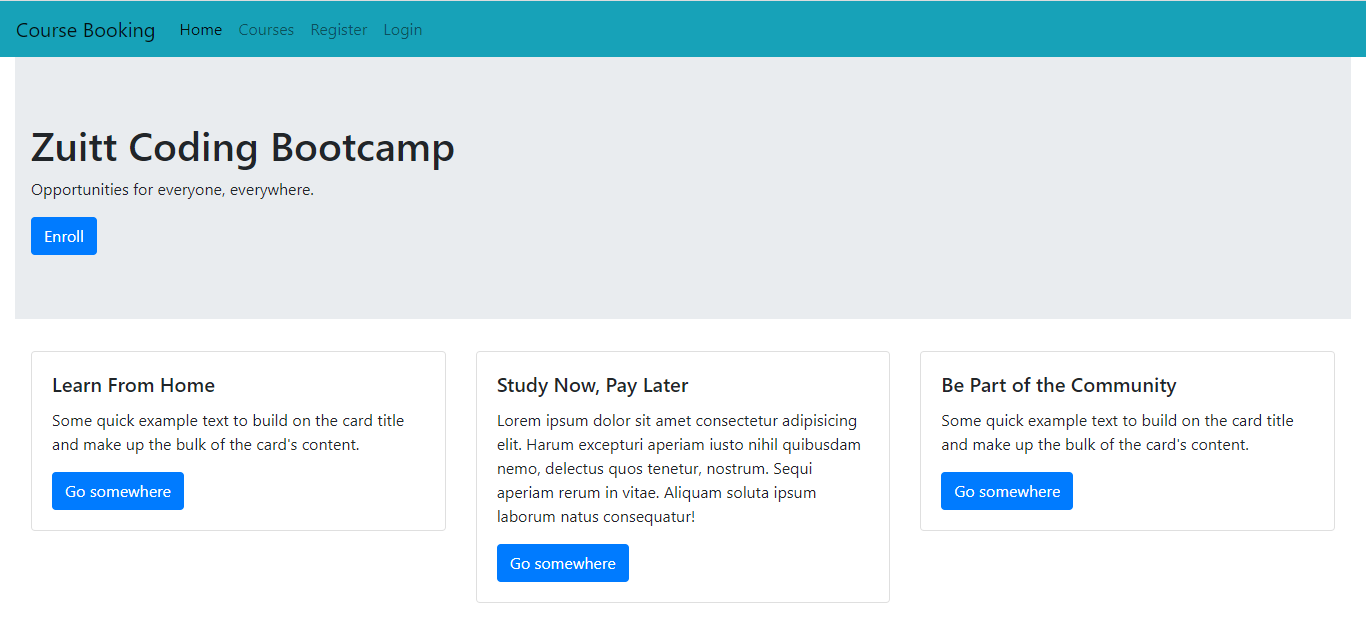 Course Booking Home Courses Register Login
Zuitt Coding Bootcamp
Opportunities for everyone, everywhere.
Enroll
Learn From Home
Some quick example text to build on the card title
and make up the bulk of the card's content.
Go somewhere
Study Now, Pay Later
Lorem ipsum dolor sit amet consectetur adipisicing
elit. Harum excepturi aperiam iusto nihil quibusdam
nemo, delectus quos tenetur, nostrum. Sequi
aperiam rerum in vitae. Aliquam soluta ipsum
laborum natus consequatur!
Go somewhere
Be Part of the Community
Some quick example text to build on the card title
and make up the bulk of the card's content.
Go somewhere